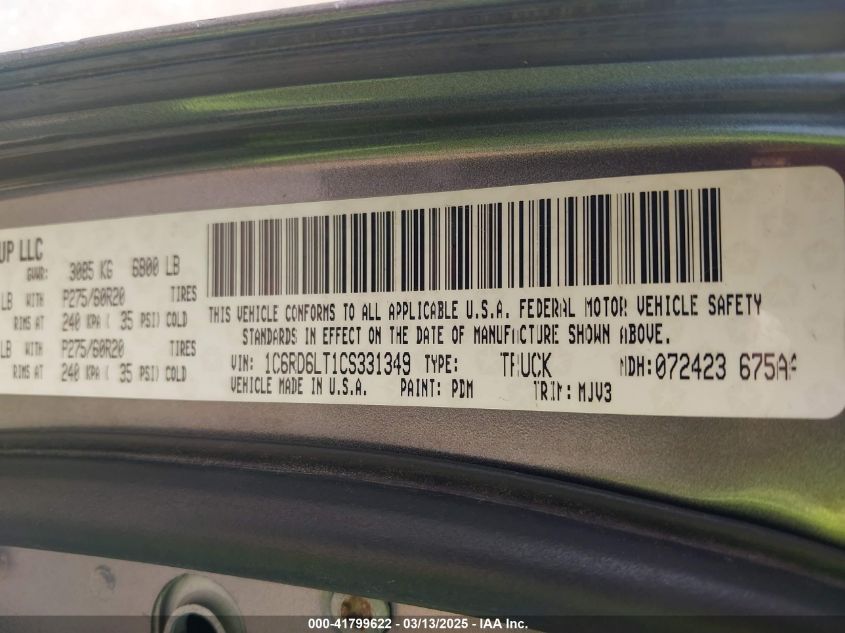 UP LLC
GVWR: 3085 KG 6800 LB
LB WITH P275/60R20 TIRES
RIMS AT 240 KPA ( 35 PSI) COLD
LB WITH P275/60R20 TIRES
RIMS AT 240 KPA ( 35 PSI) COLD
THIS VEHICLE CONFORMS TO ALL APPLICABLE U.S.A. FEDERAL MOTOR VEHICLE SAFETY
STANDARDS IN EFFECT ON THE DATE OF MANUFACTURE SHOWN ABOVE.
VIN: 1C6RD6LT1CS331349 TYPE: TRUCK MDH: 072423 675AA
VEHICLE MADE IN U.S.A. PAINT: PDM TRIM: MJV3
000-41799622 - 03/13/2025 - IAA Inc.